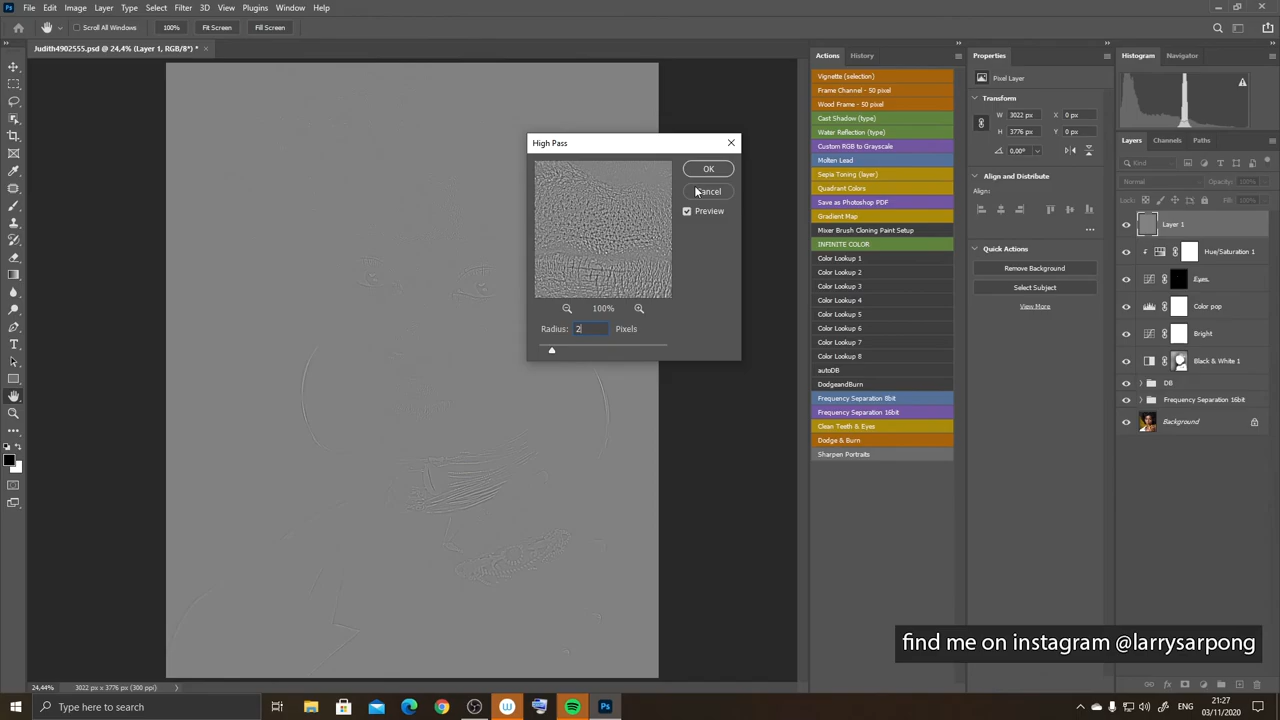 File Edit Image Layer Type Select Filter 3D View Plugins Window Help
Scroll All Windows 100% Fit Screen Fill Screen
Judith4902555.psd @ 24,4% (Layer 1, RGB/8*) *
Actions History
Vignette (selection)
Frame Channel - 50 pixel
Wood Frame - 50 pixel
Cast Shadow (type)
Water Reflection (type)
Custom RGB to Grayscale
Molten Lead
Sepia Toning (layer)
Quadrant Colors
Save as Photoshop PDF
Gradient Map
Mixer Brush Cloning Paint Setup
INFINITE COLOR
Color Lookup 1
Color Lookup 2
Color Lookup 3
Color Lookup 4
Color Lookup 5
Color Lookup 6
Color Lookup 7
Color Lookup 8
autoDB
DodgeandBurn
Frequency Separation 8bit
Frequency Separation 16bit
Clean Teeth & Eyes
Dodge & Burn
Sharpen Portraits
High Pass
OK
Cancel
Preview
100%
Radius: 2 Pixels
Properties
Pixel Layer
Transform
W 3022 px X 0 px
H 3776 px Y 0 px
0,00°
Align and Distribute
Align:
Quick Actions
Remove Background
Select Subject
View More
Histogram Navigator
Layers Channels Paths
Kind
Normal Opacity: 100%
Lock: Fill: 100%
Layer 1
Hue/Saturation 1
Eyes.
Color pop
Bright
Black & White 1
DB
Frequency Separation 16bit
Background
find me on instagram @larrysarpong
24,44% 3022 px x 3776 px (300 ppi)
Type here to search
21:27
03/11/2020